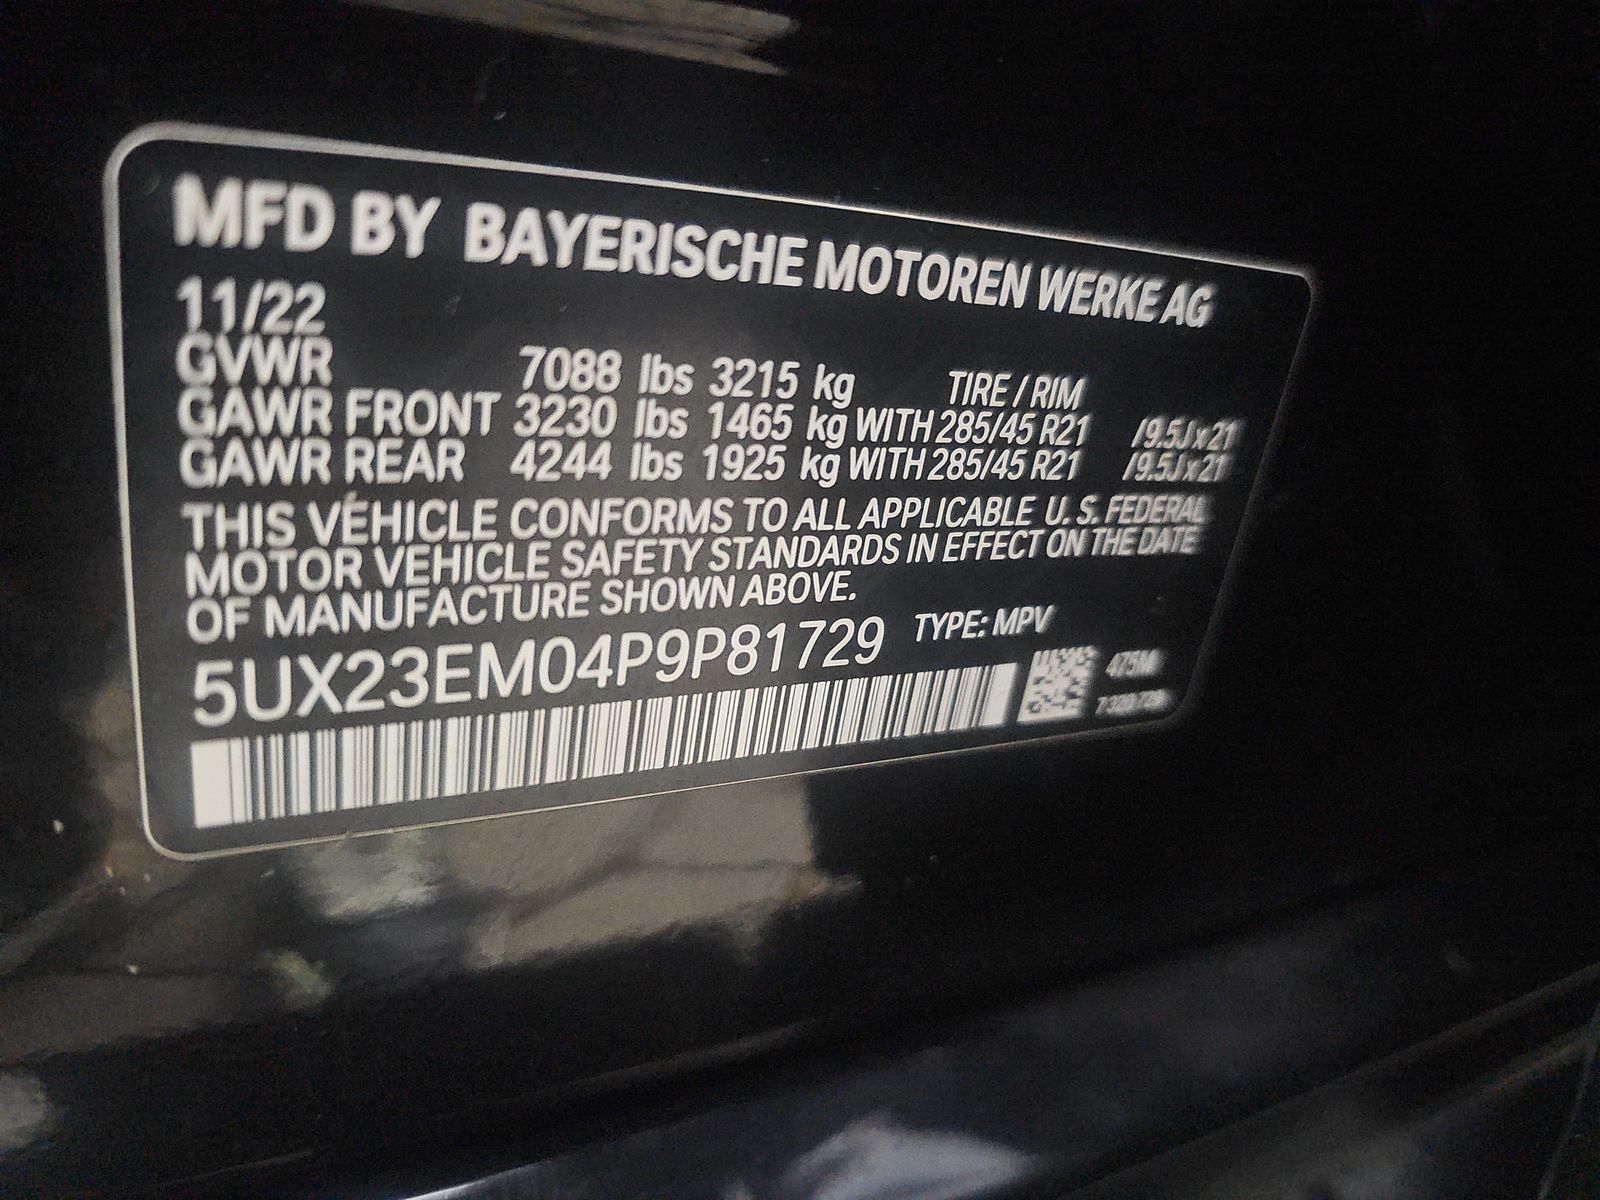 MFD BY BAYERISCHE MOTOREN WERKE AG
11/22
GVWR 7088 lbs 3215 kg TIRE / RIM
GAWR FRONT 3230 lbs 1465 kg WITH 285/45 R21 / 9.5J x 21
GAWR REAR 4244 lbs 1925 kg WITH 285/45 R21 / 9.5J x 21
THIS VEHICLE CONFORMS TO ALL APPLICABLE U. S. FEDERAL
MOTOR VEHICLE SAFETY STANDARDS IN EFFECT ON THE DATE
OF MANUFACTURE SHOWN ABOVE.
5UX23EM04P9P81729 TYPE: MPV